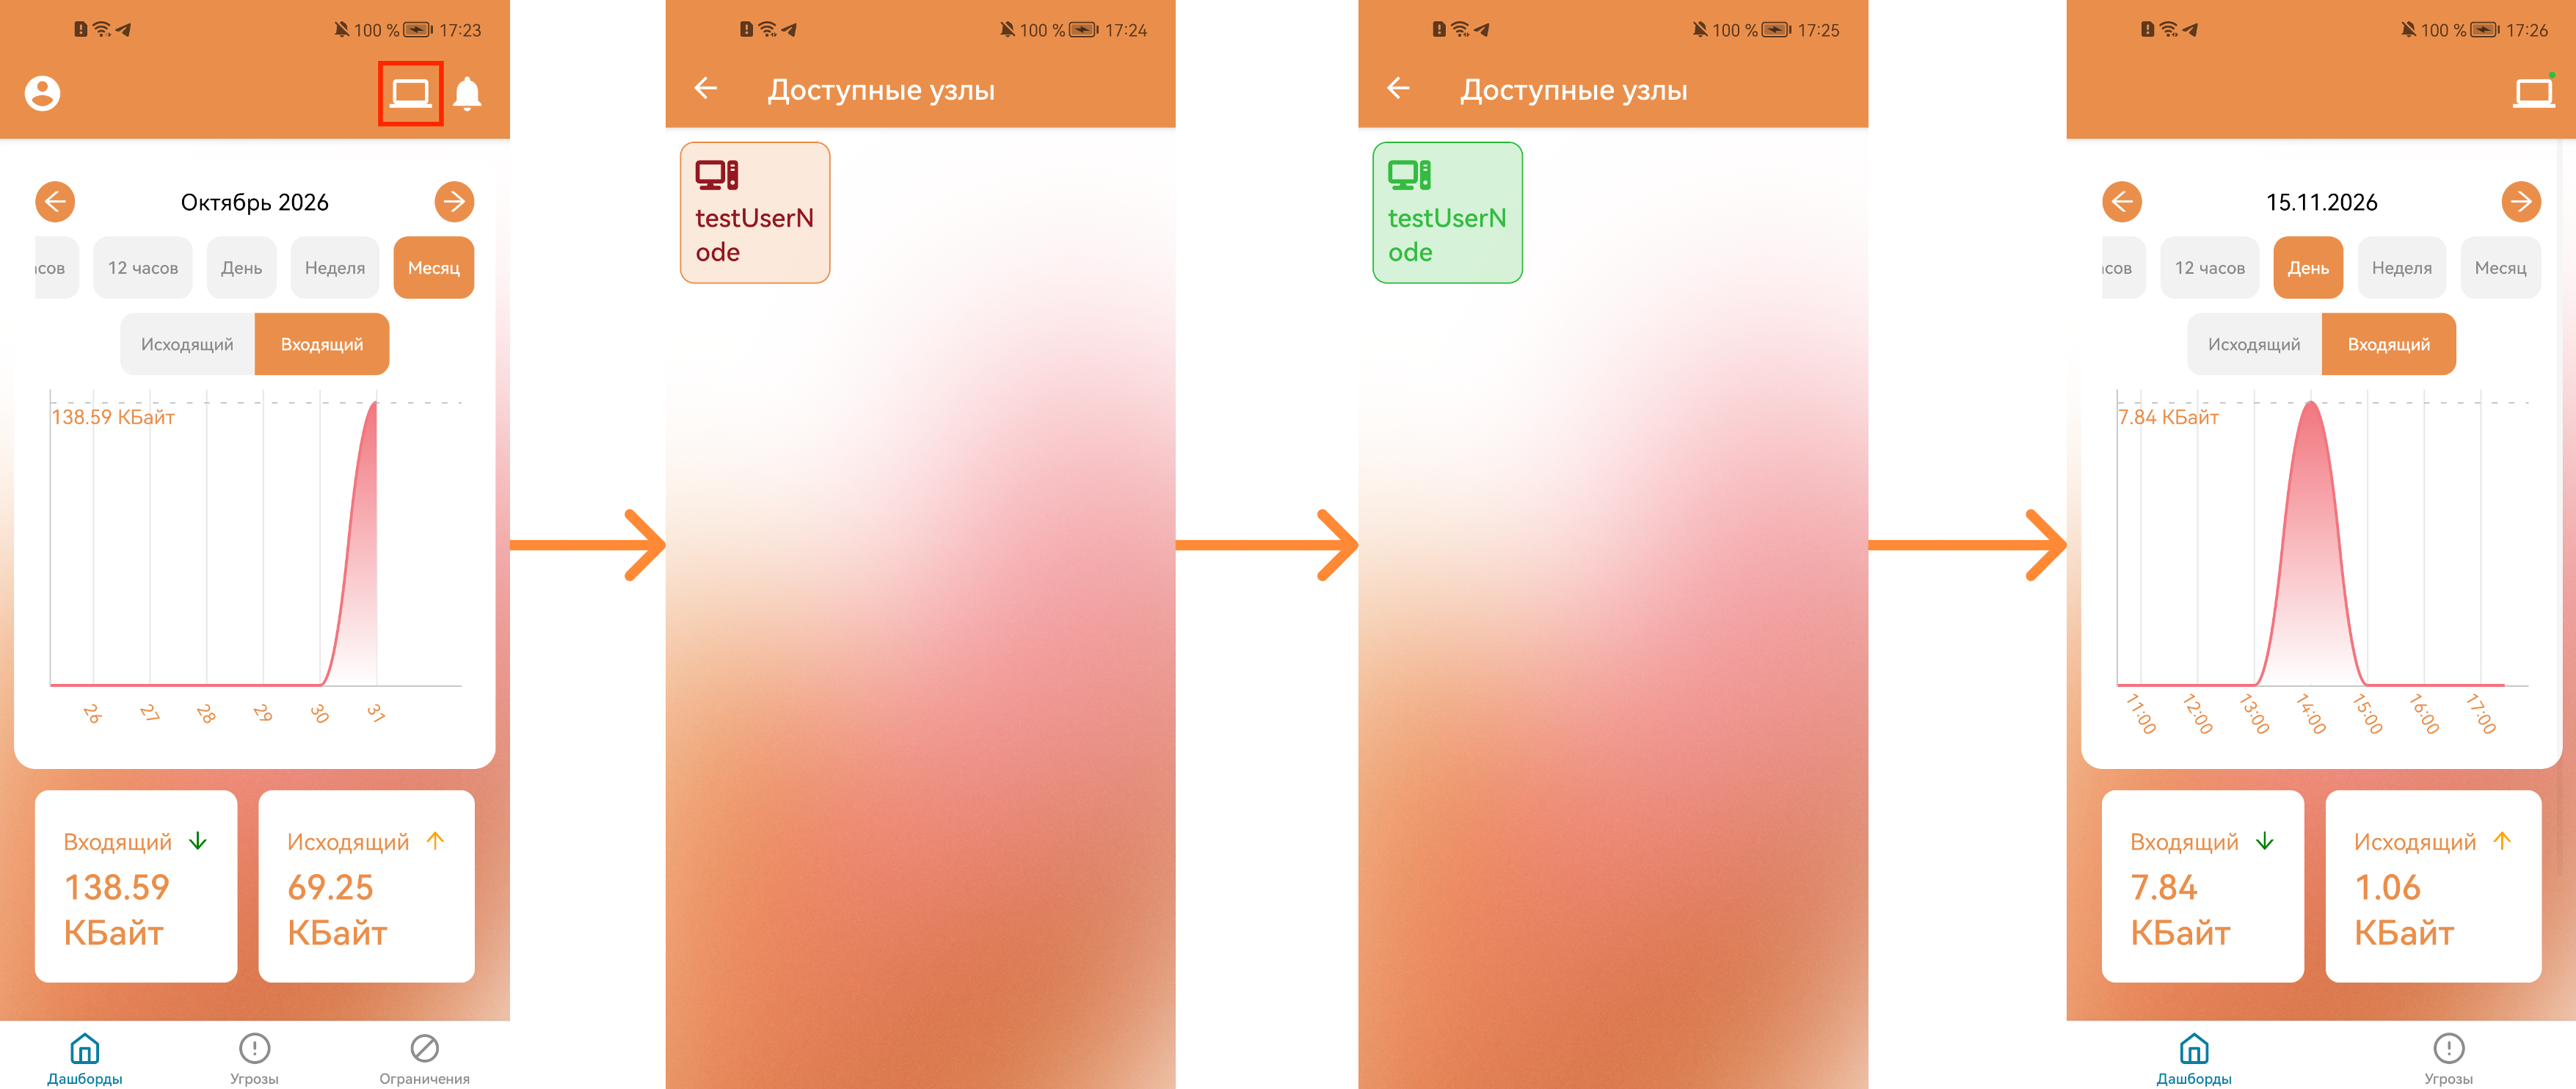 100 % 17:23
Октябрь 2026
часов
12 часов
День
Неделя
Месяц
Исходящий
Входящий
138.59 КБайт
26 27 28 29 30 31
Входящий
138.59
КБайт
Исходящий
69.25
КБайт
Дашборды
Угрозы
Ограничения
100 % 17:24
Доступные узлы
testUserN
ode
100 % 17:25
Доступные узлы
testUserN
ode
100 % 17:26
15.11.2026
часов
12 часов
День
Неделя
Месяц
Исходящий
Входящий
7.84 КБайт
11:00 12:00 13:00 14:00 15:00 16:00 17:00
Входящий
7.84
КБайт
Исходящий
1.06
КБайт
Дашборды
Угрозы